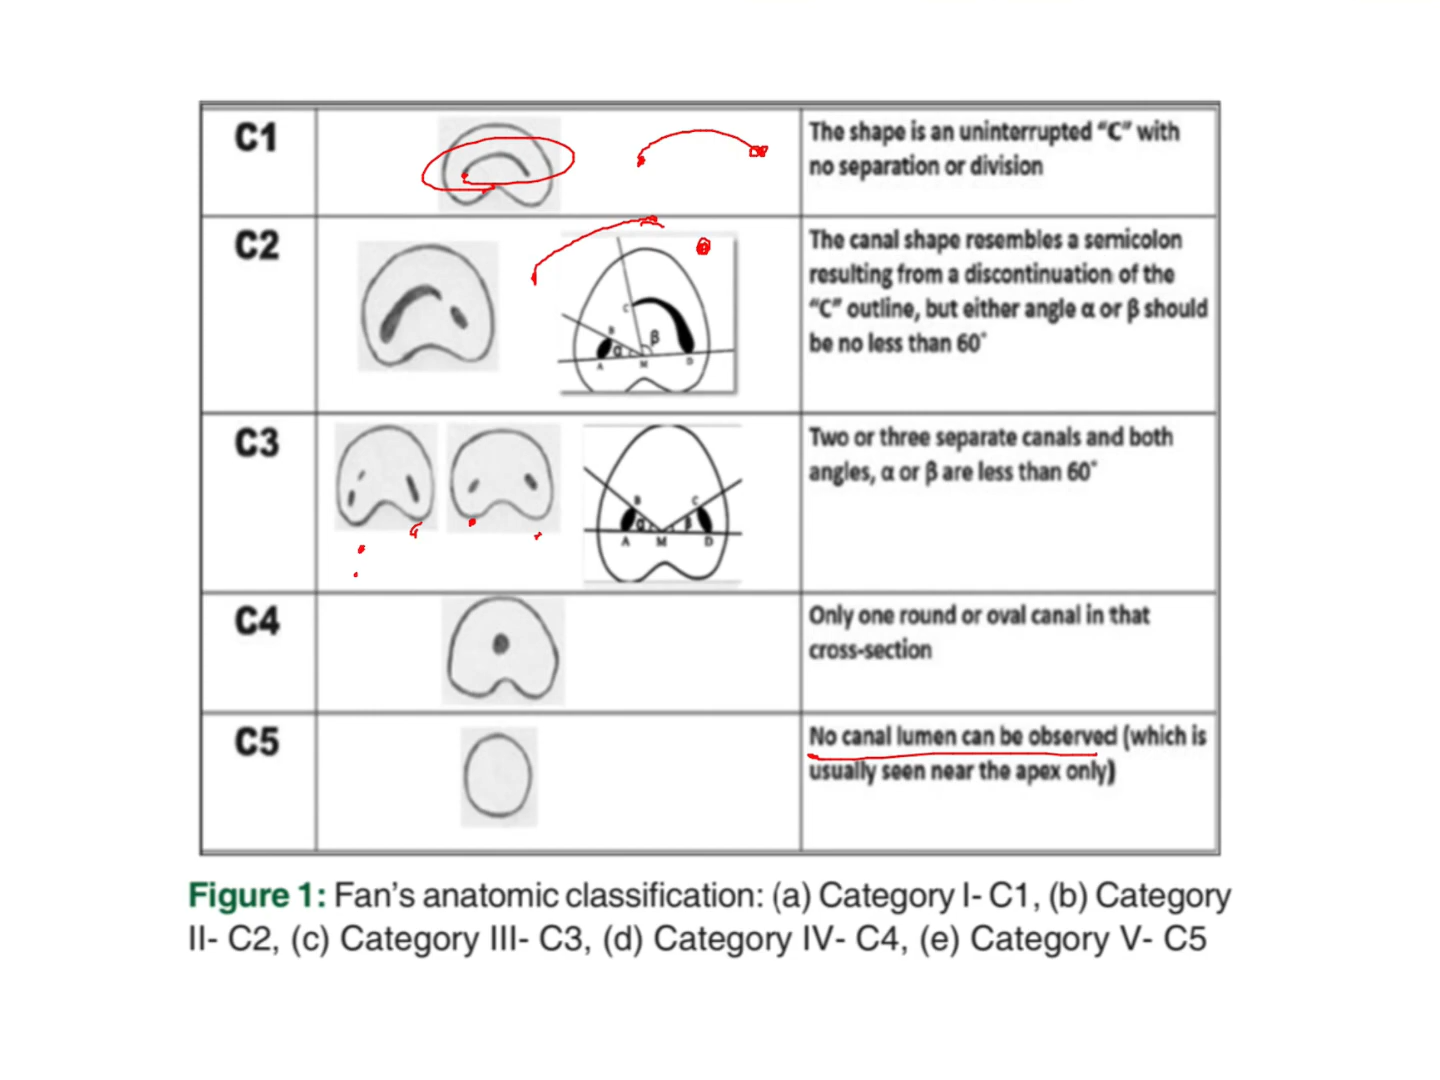 C1
The shape is an uninterrupted “C” with
no separation or division
C2
The canal shape resembles a semicolon
resulting from a discontinuation of the
“C” outline, but either angle α or β should
be no less than 60°
C
B
β
α
A
M
D
C3
Two or three separate canals and both
angles, α or β are less than 60°
B
C
α
β
A
M
D
C4
Only one round or oval canal in that
cross-section
C5
No canal lumen can be observed (which is
usually seen near the apex only)
Figure 1: Fan’s anatomic classification: (a) Category I- C1, (b) Category
II- C2, (c) Category III- C3, (d) Category IV- C4, (e) Category V- C5